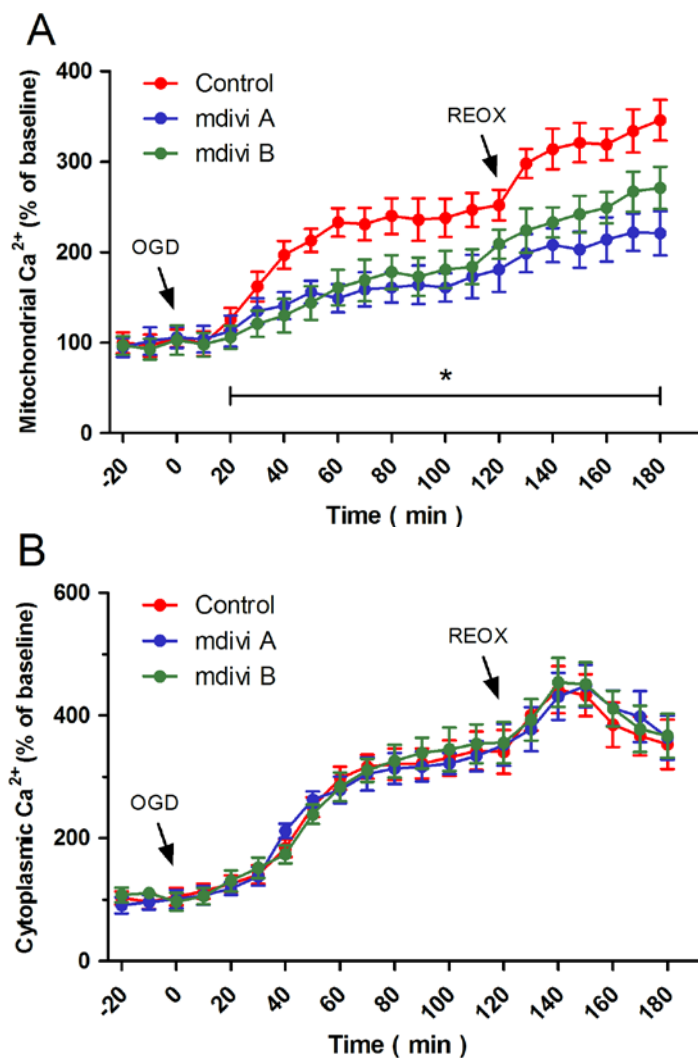 A
Mitochondrial Ca²⁺ (% of baseline)
400
300
200
100
0
Control
mdivi A
mdivi B
OGD
REOX
*
-20 0 20 40 60 80 100 120 140 160 180
Time ( min )
B
Cytoplasmic Ca²⁺ (% of baseline)
600
400
200
0
Control
mdivi A
mdivi B
OGD
REOX
-20 0 20 40 60 80 100 120 140 160 180
Time ( min )